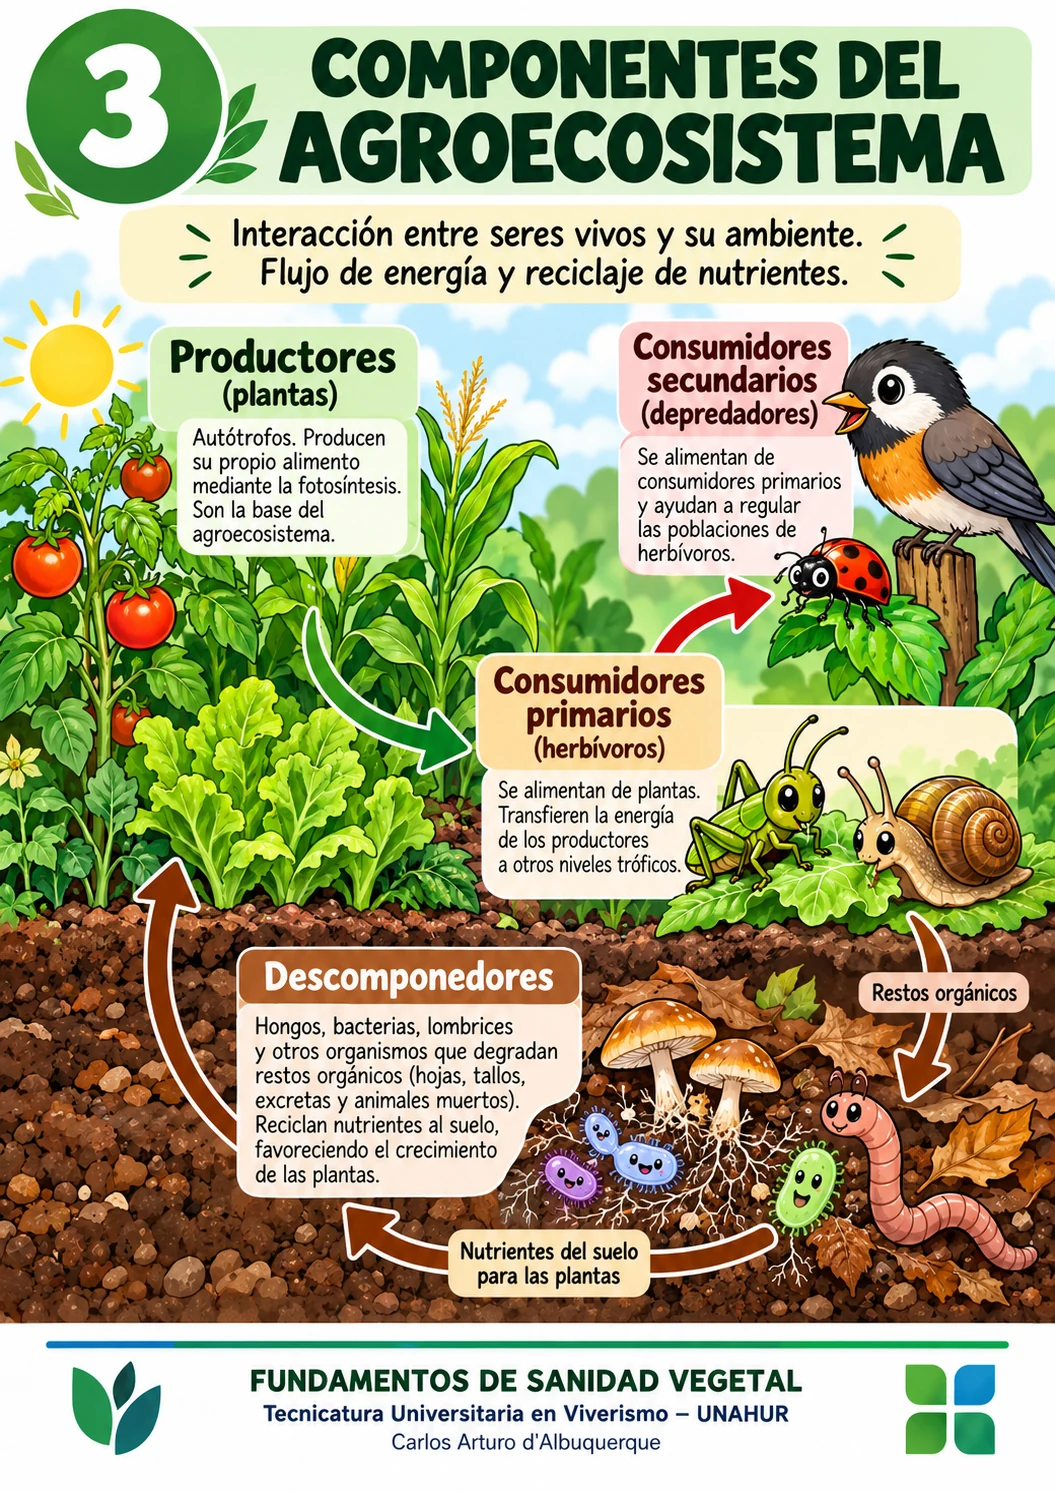 3
COMPONENTES DEL
AGROECOSISTEMA
Interacción entre seres vivos y su ambiente.
Flujo de energía y reciclaje de nutrientes.
Productores
(plantas)
Autótrofos. Producen
su propio alimento
mediante la fotosíntesis.
Son la base del
agroecosistema.
Consumidores
secundarios
(depredadores)
Se alimentan de
consumidores primarios
y ayudan a regular
las poblaciones de
herbívoros.
Consumidores
primarios
(herbívoros)
Se alimentan de plantas.
Transfieren la energía
de los productores
a otros niveles tróficos.
Descomponedores
Hongos, bacterias, lombrices
y otros organismos que degradan
restos orgánicos (hojas, tallos,
excretas y animales muertos).
Reciclan nutrientes al suelo,
favoreciendo el crecimiento
de las plantas.
Restos orgánicos
Nutrientes del suelo
para las plantas
FUNDAMENTOS DE SANIDAD VEGETAL
Tecnicatura Universitaria en Viverismo – UNAHUR
Carlos Arturo d'Albuquerque